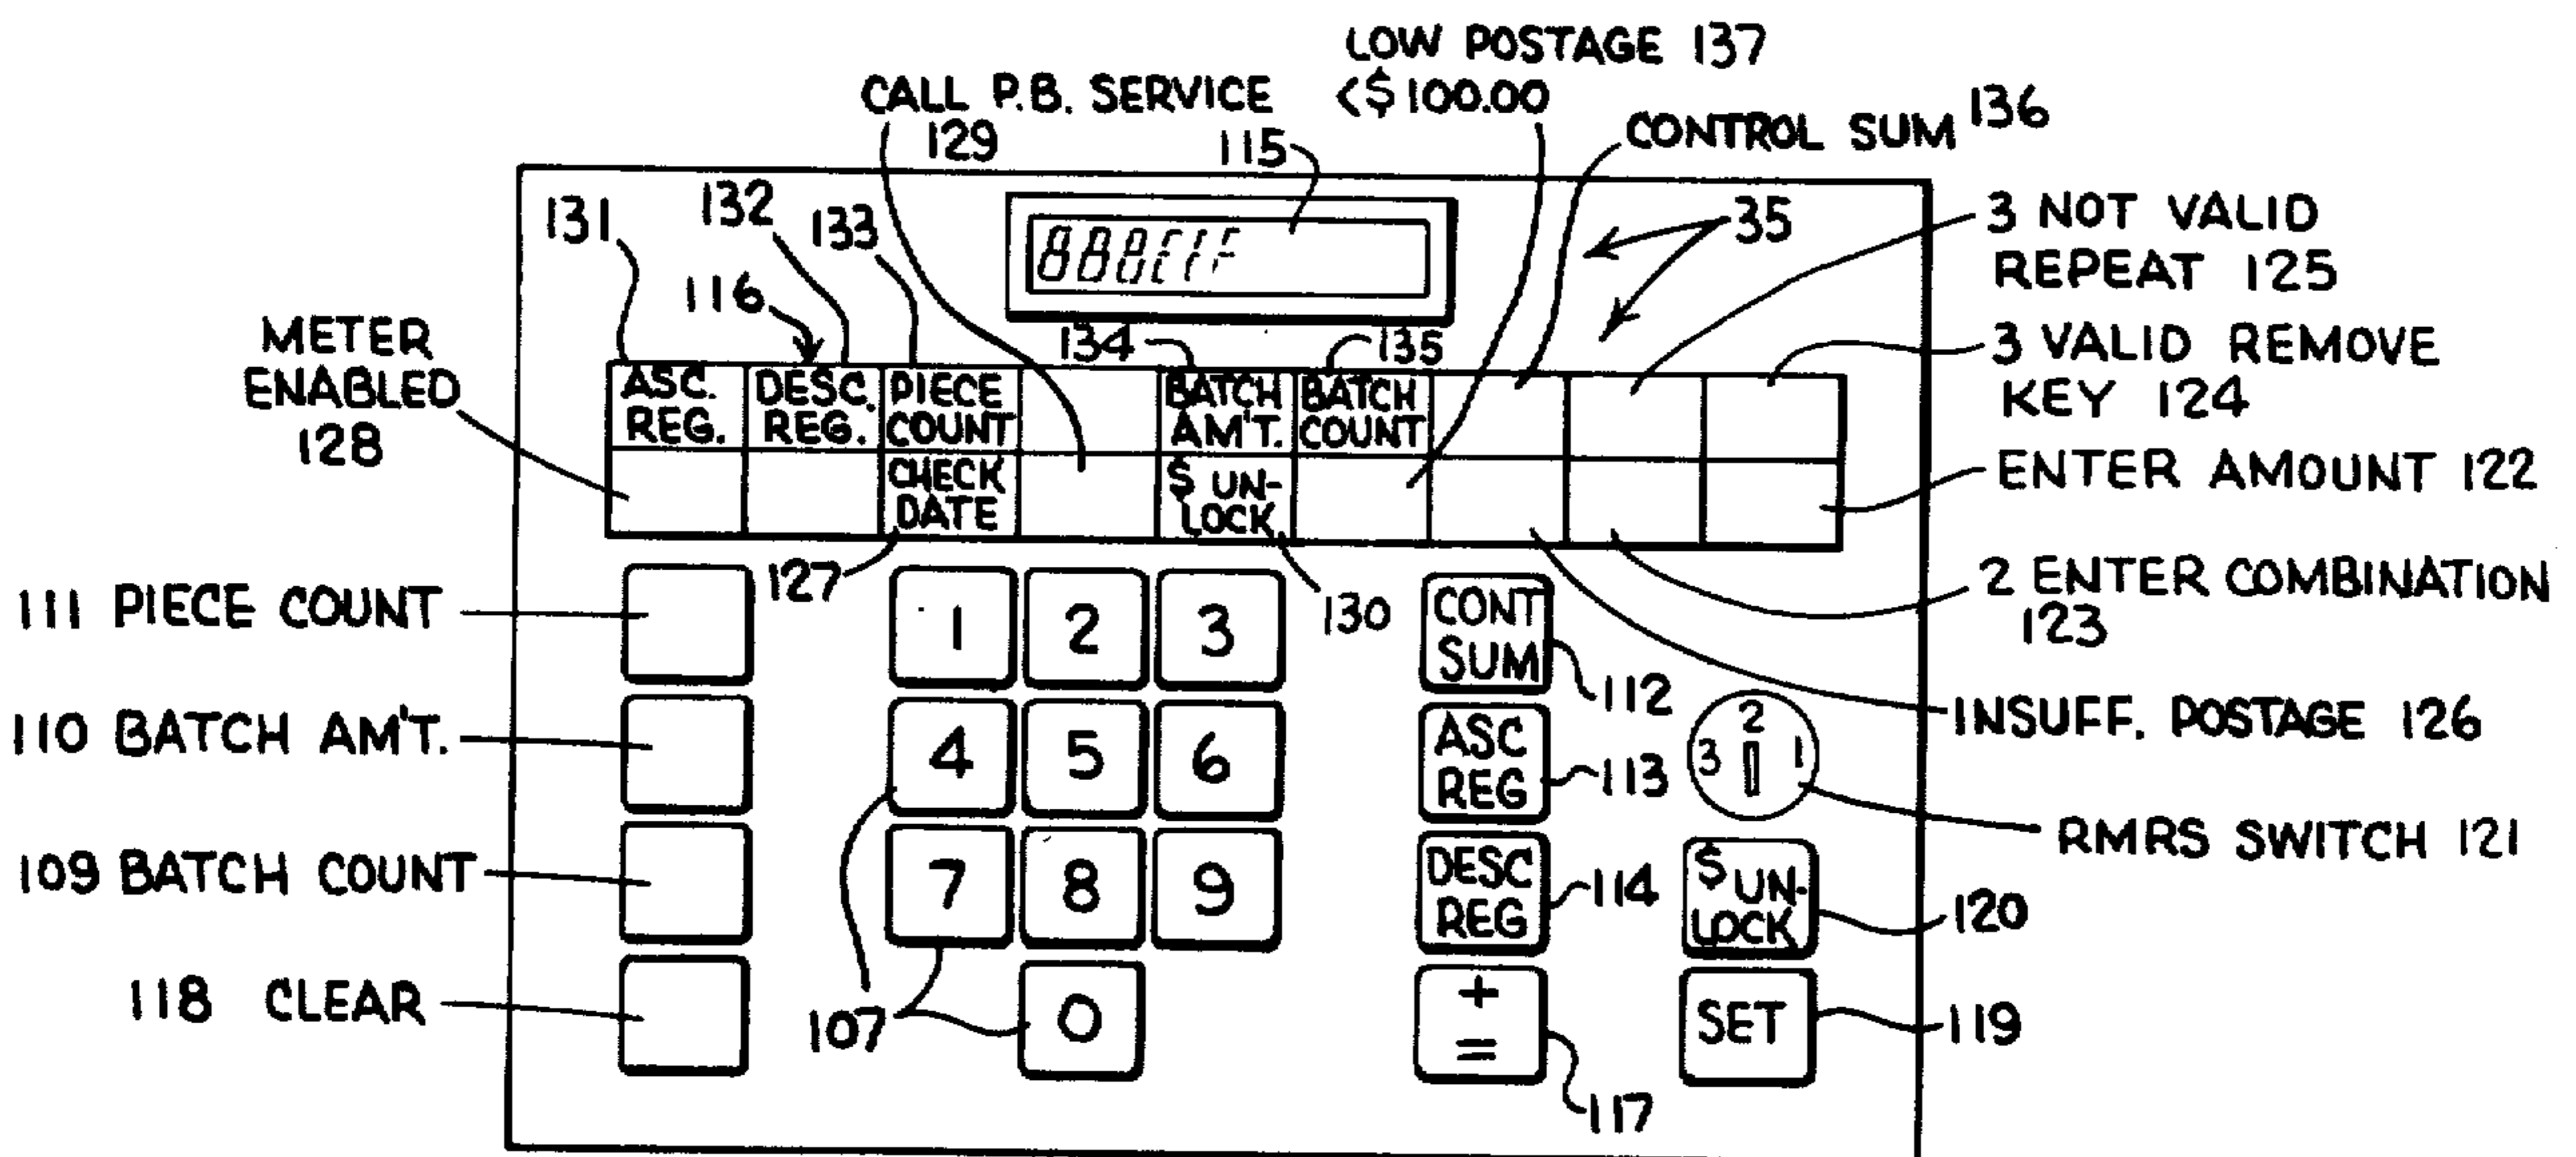 LOW POSTAGE 137
<$100.00
CALL P.B. SERVICE
129
115
CONTROL SUM 136
131
132
133
116
35
3 NOT VALID
REPEAT 125
METER
ENABLED
128
134
135
3 VALID REMOVE
KEY 124
ASC.
REG.
DESC.
REG.
PIECE
COUNT
BATCH
AM'T.
BATCH
COUNT
CHECK
DATE
$ UN-
LOCK
ENTER AMOUNT 122
127
130
2 ENTER COMBINATION
123
111 PIECE COUNT
1
2
3
CONT
SUM
112
INSUFF. POSTAGE 126
110 BATCH AM'T.
4
5
6
ASC
REG
113
2
3
1
RMRS SWITCH 121
109 BATCH COUNT
7
8
9
DESC
REG
114
$ UN-
LOCK
120
118 CLEAR
107
0
+
=
117
SET
119